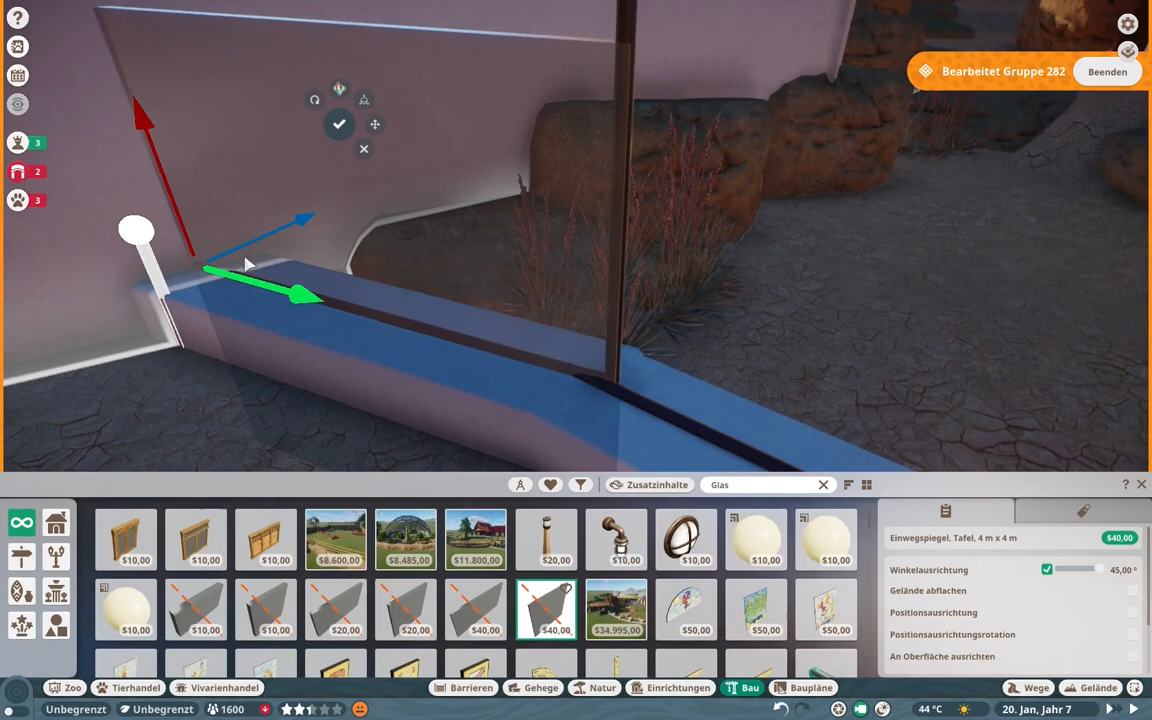 ?
Bearbeitet Gruppe 282
Beenden
3
2
3
Zusatzinhalte
Glas
?
$10,00
$10,00
$10,00
$8.600,00
$8.485,00
$11.800,00
$20,00
$10,00
$10,00
$10,00
$10,00
$10,00
$10,00
$10,00
$20,00
$20,00
$40,00
$40,00
$34.995,00
$50,00
$50,00
$50,00
Einwegspiegel, Tafel, 4 m x 4 m
$40,00
Winkelausrichtung
45,00 °
Gelände abflachen
Positionsausrichtung
Positionsausrichtungsrotation
An Oberfläche ausrichten
Zoo
Tierhandel
Vivarienhandel
Barrieren
Gehege
Natur
Einrichtungen
Bau
Baupläne
Wege
Gelände
Unbegrenzt
Unbegrenzt
1600
44 °C
20. Jan, Jahr 7